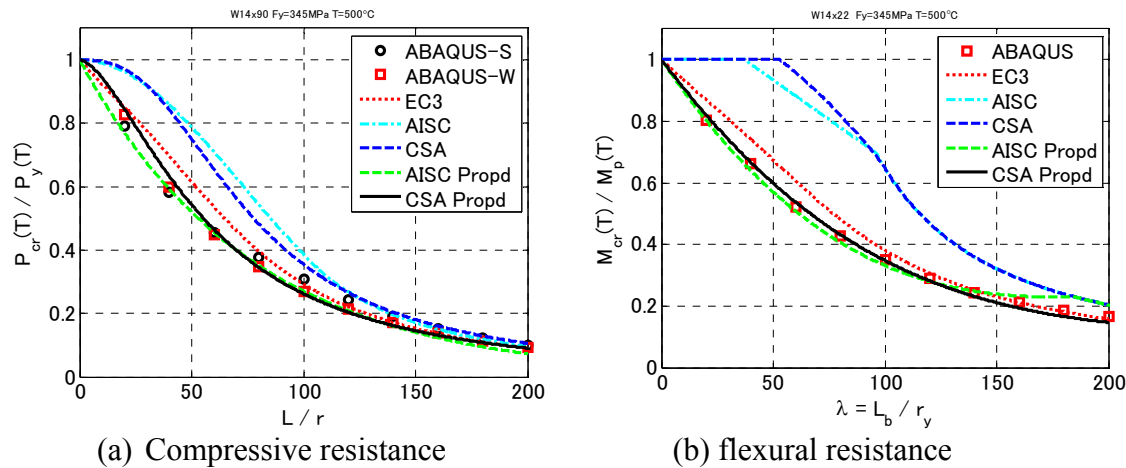 W14x90 Fy=345MPa T=500°C
1
0.8
0.6
0.4
0.2
0
0
50
100
150
200
P_cr(T) / P_y(T)
L / r
ABAQUS-S
ABAQUS-W
EC3
AISC
CSA
AISC Propd
CSA Propd
(a) Compressive resistance
W14x22 Fy=345MPa T=500°C
1
0.8
0.6
0.4
0.2
0
0
50
100
150
200
M_cr(T) / M_p(T)
λ = L_b / r_y
ABAQUS
EC3
AISC
CSA
AISC Propd
CSA Propd
(b) flexural resistance